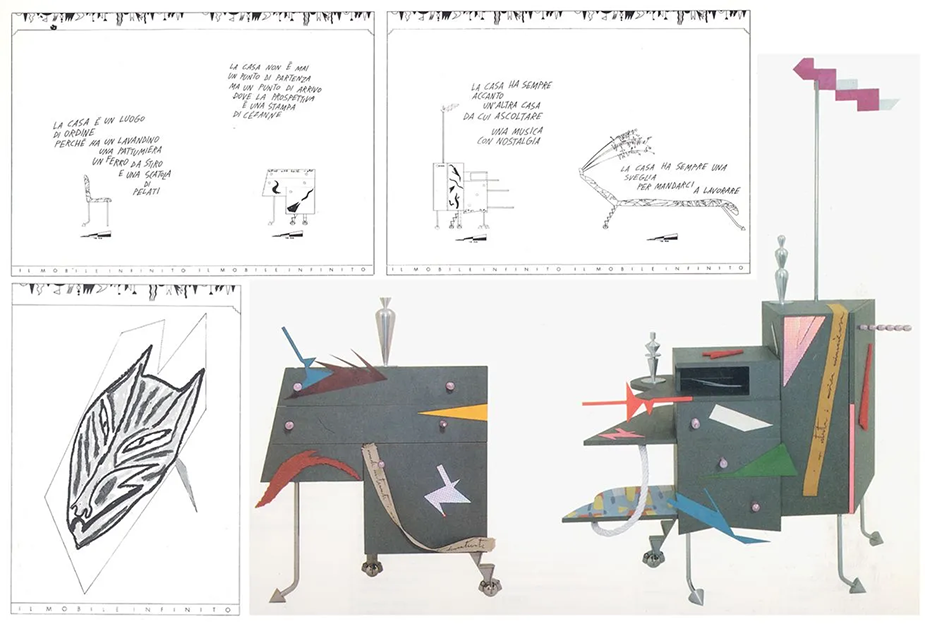 LA CASA È UN LUOGO
DI ORDINE
PERCHÉ HA UN LAVANDINO
UNA PATTUMIERA
UN FERRO DA STIRO
E UNA SCATOLA
DI
PELATI
LA CASA NON È MAI
UN PUNTO DI PARTENZA
MA UN PUNTO DI ARRIVO
DOVE LA PROSPETTIVA
È UNA STAMPA
DI CÉZANNE
IL MOBILE INFINITO IL MOBILE INFINITO
LA CASA HA SEMPRE
ACCANTO
UN'ALTRA CASA
DA CUI ASCOLTARE
UNA MUSICA
CON NOSTALGIA
LA CASA HA SEMPRE UNA
SVEGLIA
PER MANDARCI
A LAVORARE
IL MOBILE INFINITO IL MOBILE INFINITO
IL MOBILE INFINITO